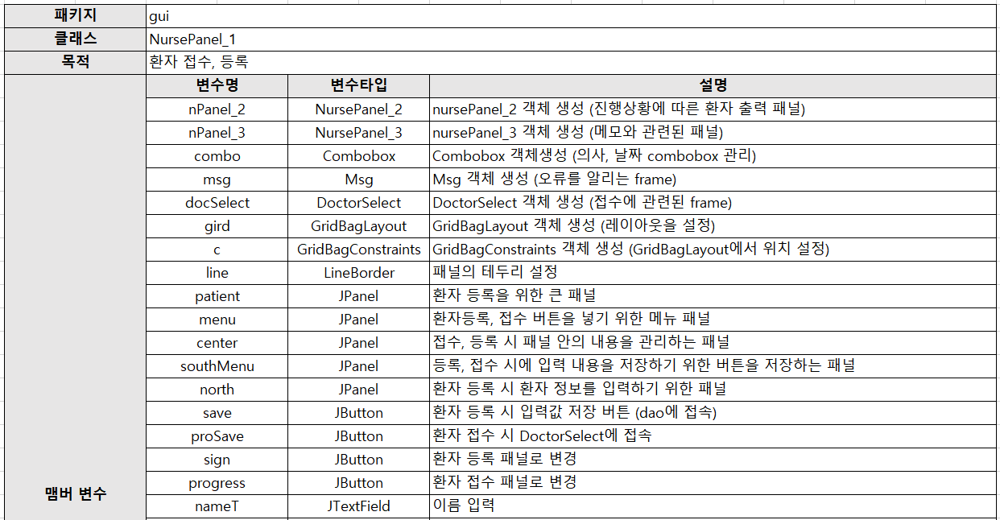 패키지 gui
클래스 NursePanel_1
목적 환자 접수, 등록
변수명 변수타입 설명
nPanel_2 NursePanel_2 nursePanel_2 객체 생성 (진행상황에 따른 환자 출력 패널)
nPanel_3 NursePanel_3 nursePanel_3 객체 생성 (메모와 관련된 패널)
combo Combobox Combobox 객체생성 (의사, 날짜 combobox 관리)
msg Msg Msg 객체 생성 (오류를 알리는 frame)
docSelect DoctorSelect DoctorSelect 객체 생성 (접수에 관련된 frame)
gird GridBagLayout GridBagLayout 객체 생성 (레이아웃을 설정)
c GridBagConstraints GridBagConstraints 객체 생성 (GridBagLayout에서 위치 설정)
line LineBorder 패널의 테두리 설정
patient JPanel 환자 등록을 위한 큰 패널
menu JPanel 환자등록, 접수 버튼을 넣기 위한 메뉴 패널
center JPanel 접수, 등록 시 패널 안의 내용을 관리하는 패널
southMenu JPanel 등록, 접수 시에 입력 내용을 저장하기 위한 버튼을 저장하는 패널
north JPanel 환자 등록 시 환자 정보를 입력하기 위한 패널
save JButton 환자 등록 시 입력값 저장 버튼 (dao에 접속)
proSave JButton 환자 접수 시 DoctorSelect에 접속
sign JButton 환자 등록 패널로 변경
progress JButton 환자 접수 패널로 변경
맴버 변수
nameT JTextField 이름 입력